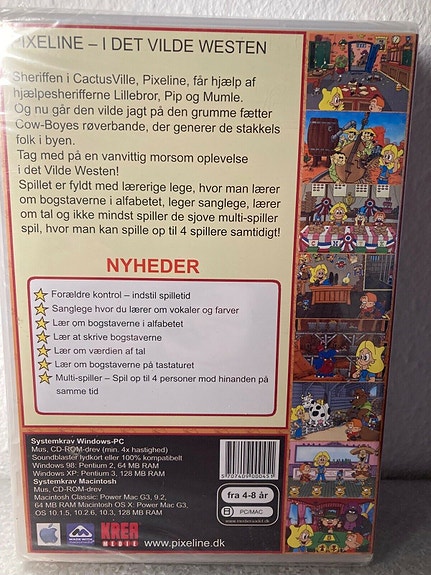 PIXELINE – I DET VILDE WESTEN
Sheriffen i CactusVille, Pixeline, får hjælp af
hjælpesherifferne Lillebror, Pip og Mumle.
Og nu går den vilde jagt på den grumme fætter
Cow-Boyes røverbande, der generer de stakkels
folk i byen.
Tag med på en vanvittig morsom oplevelse
i det Vilde Westen!
Spillet er fyldt med lærerige lege, hvor man lærer
om bogstaverne i alfabetet, leger sanglege, lærer
om tal og ikke mindst spiller de sjove multi-spiller
spil, hvor man kan spille op til 4 spillere samtidigt!
NYHEDER
Forældre kontrol – indstil spilletid
Sanglege hvor du lærer om vokaler og farver
Lær om bogstaverne i alfabetet
Lær at skrive bogstaverne
Lær om værdien af tal
Lær om bogstaverne på tastaturet
Multi-spiller – Spil op til 4 personer mod hinanden på
samme tid
Systemkrav Windows-PC
Mus, CD-ROM-drev (min. 4x hastighed)
Soundblaster lydkort eller 100% kompatibelt
Windows 98: Pentium 2, 64 MB RAM
Windows XP: Pentium 3, 128 MB RAM
Systemkrav Macintosh
Mus, CD-ROM-drev
Macintosh Classic: Power Mac G3, 9.2,
64 MB RAM Macintosh OS X: Power Mac G3,
OS 10.1.5, 10.2.6, 10.3, 128 MB RAM
5707409000451
fra 4-8 år
PC/MAC
MADE WITH
MACROMEDIA
KREA
MEDIE
www.pixeline.dk